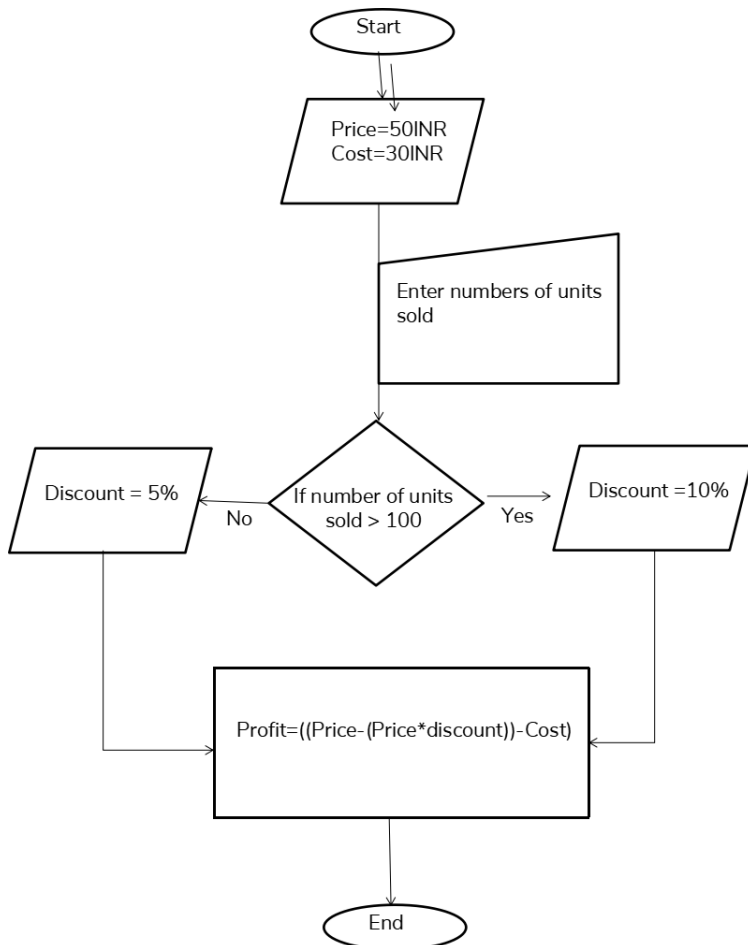 Start
Price=50INR
Cost=30INR
Enter numbers of units
sold
If number of units
sold > 100
No
Yes
Discount = 5%
Discount =10%
Profit=((Price-(Price*discount))-Cost)
End